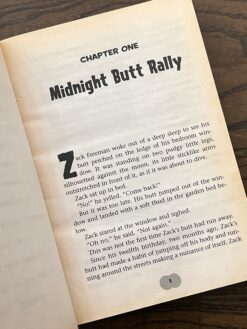 CHAPTER ONE
Midnight Butt Rally
Zack Freeman woke out of a deep sleep to see his
butt perched on the ledge of his bedroom win-
dow. It was standing on two pudgy little legs,
silhouetted against the moon, its little sticklike arms
outstretched in front of it, as if it was about to dive.
Zack sat up in bed.
"No!" he yelled. "Come back!"
But it was too late. His butt jumped out of the win-
dow and landed with a soft thud in the garden bed be-
low.
Zack stared at the window and sighed.
"Oh no," he said. "Not again."
This was not the first time Zack's butt had run away.
Since his twelfth birthday, two months ago, Zack's
butt had made a habit of jumping off his body and run-
ning around the streets making a nuisance of itself. Zack
1